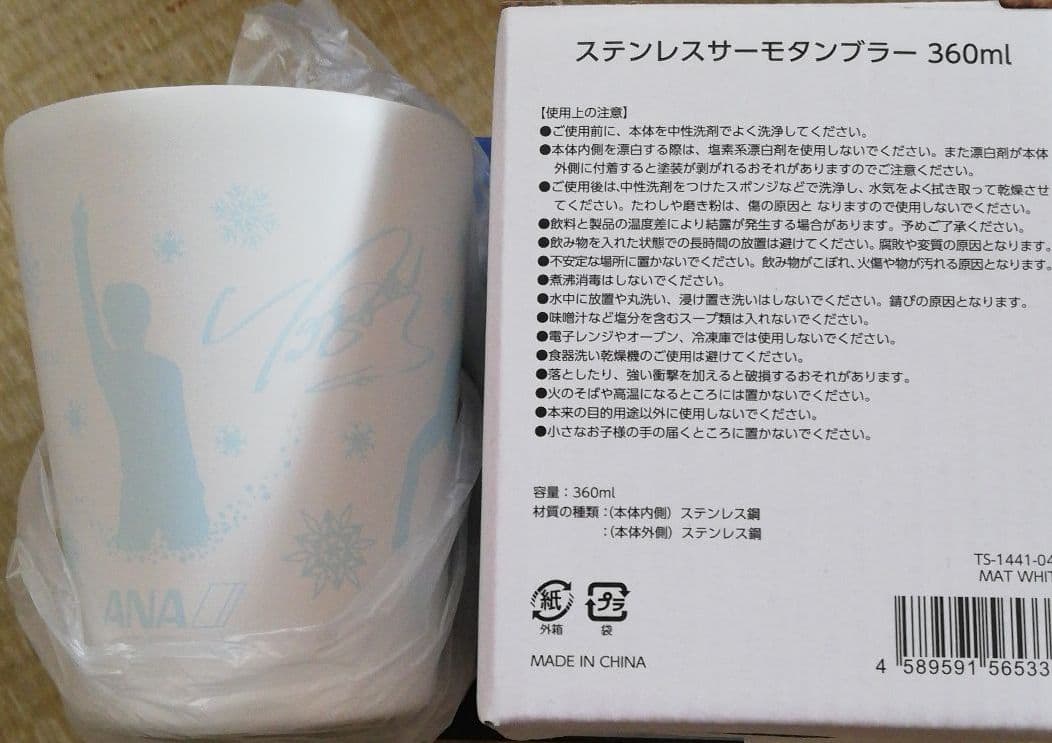 ANA
ステンレスサーモタンブラー 360ml
【使用上の注意】
●ご使用前に、本体を中性洗剤でよく洗浄してください。
●本体内側を漂白する際は、塩素系漂白剤を使用しないでください。また漂白剤が本体
外側に付着すると塗装が剥がれるおそれがありますのでご注意ください。
●ご使用後は、中性洗剤をつけたスポンジなどで洗浄し、水気をよく拭き取って乾燥させ
てください。たわしや磨き粉は、傷の原因と なりますので使用しないでください。
●飲料と製品の温度差により結露が発生する場合があります。予めご了承ください。
●飲み物を入れた状態での長時間の放置は避けてください。腐敗や変質の原因となります。
●不安定な場所に置かないでください。飲み物がこぼれ、火傷や物が汚れる原因となります。
●煮沸消毒はしないでください。
●水中に放置や丸洗い、浸け置き洗いはしないでください。錆びの原因となります。
●味噌汁など塩分を含むスープ類は入れないでください。
●電子レンジやオーブン、冷凍庫では使用しないでください。
●食器洗い乾燥機のご使用は避けてください。
●落としたり、強い衝撃を加えると破損するおそれがあります。
●火のそばや高温になるところには置かないでください。
●本来の目的用途以外に使用しないでください。
●小さなお子様の手の届くところに置かないでください。
容量：360ml
材質の種類：（本体内側）ステンレス鋼
：（本体外側）ステンレス鋼
TS-1441-04
MAT WHIT
紙 プラ
外箱 袋
MADE IN CHINA
4 589591 56533